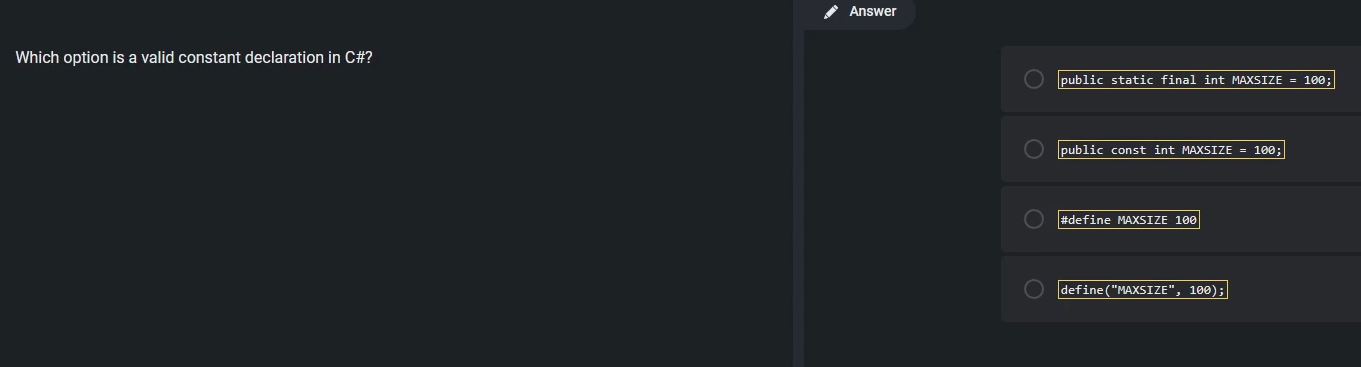 Answer
Which option is a valid constant declaration in C#?
public static final int MAXSIZE = 100;
public const int MAXSIZE = 100;
#define MAXSIZE 100
define("MAXSIZE", 100);